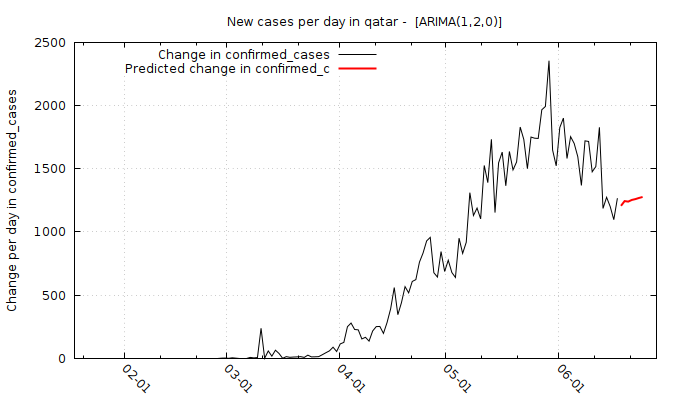 New cases per day in qatar - [ARIMA(1,2,0)]
Change in confirmed_cases
Predicted change in confirmed_c
Change per day in confirmed_cases
2500
2000
1500
1000
500
0
02-01
03-01
04-01
05-01
06-01